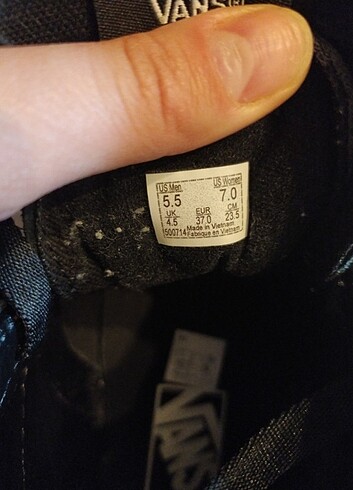 VANS
US Men US Women
5.5 7.0
UK EUR CM
4.5 37.0 23.5
Made in Vietnam
500714 Fabriqué en Vietnam
VANS